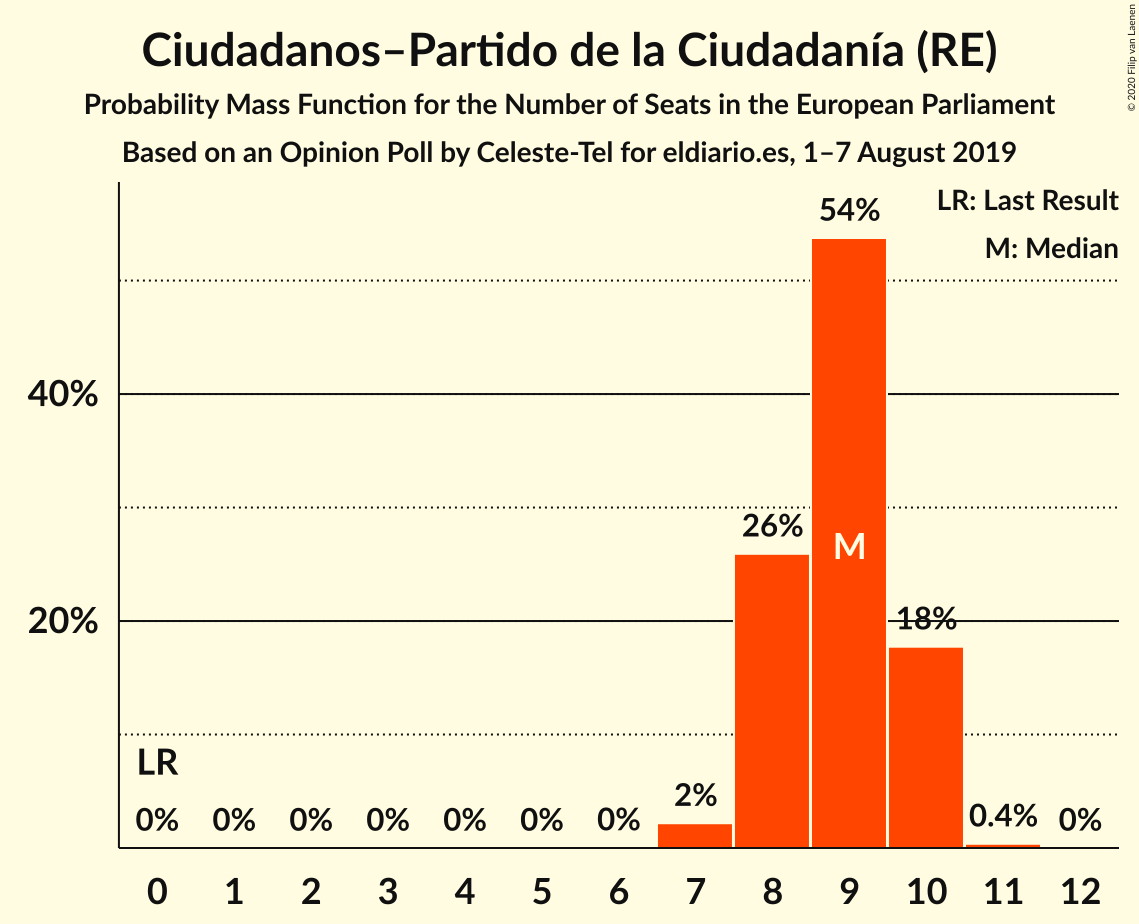 Ciudadanos–Partido de la Ciudadanía (RE)
Probability Mass Function for the Number of Seats in the European Parliament
Based on an Opinion Poll by Celeste-Tel for eldiario.es, 1–7 August 2019
© 2020 Filip van Laenen
LR: Last Result
M: Median
54%
40%
26%
M
20%
18%
LR
0% 0% 0% 0% 0% 0% 0% 2% 0.4% 0%
0 1 2 3 4 5 6 7 8 9 10 11 12